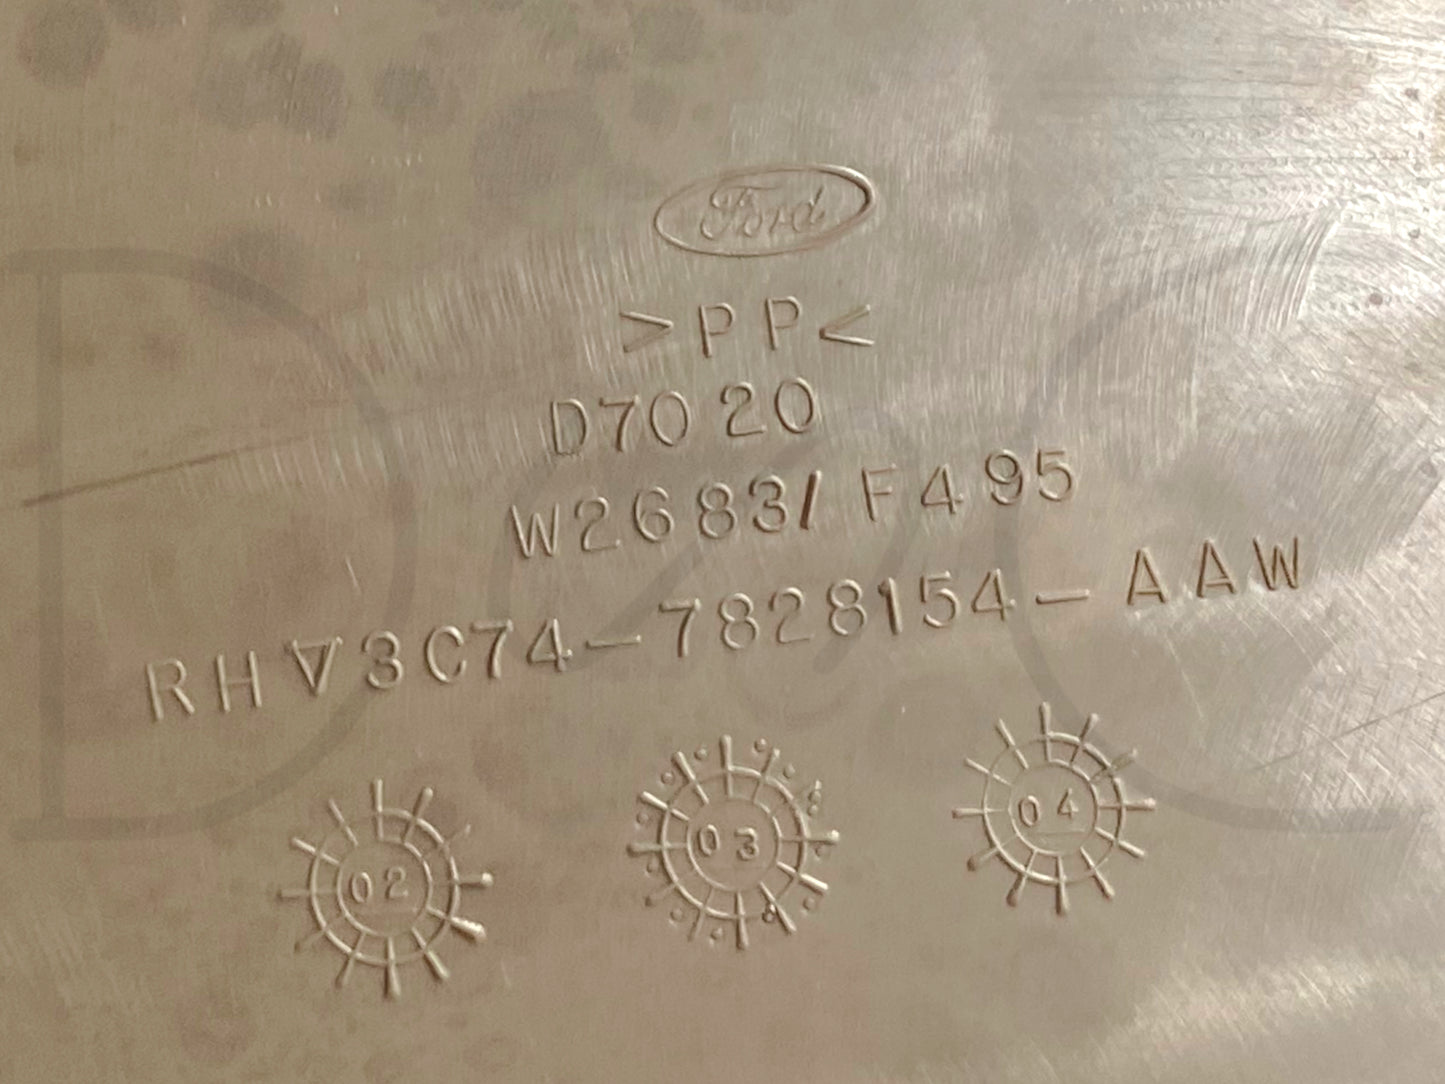 Ford
>PP<
D7020
W2683/F495
RH ∇ 3C74-7828154-AAW
02 03 04